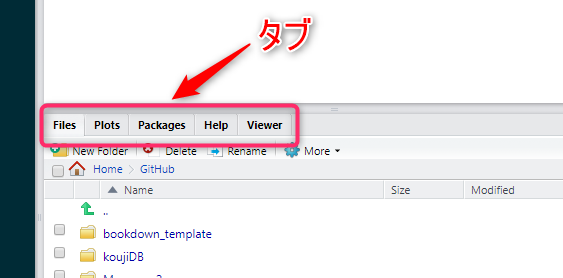 タブ
Files Plots Packages Help Viewer
New Folder Delete Rename More
Home GitHub
Name Size Modified
..
bookdown_template
koujiDB